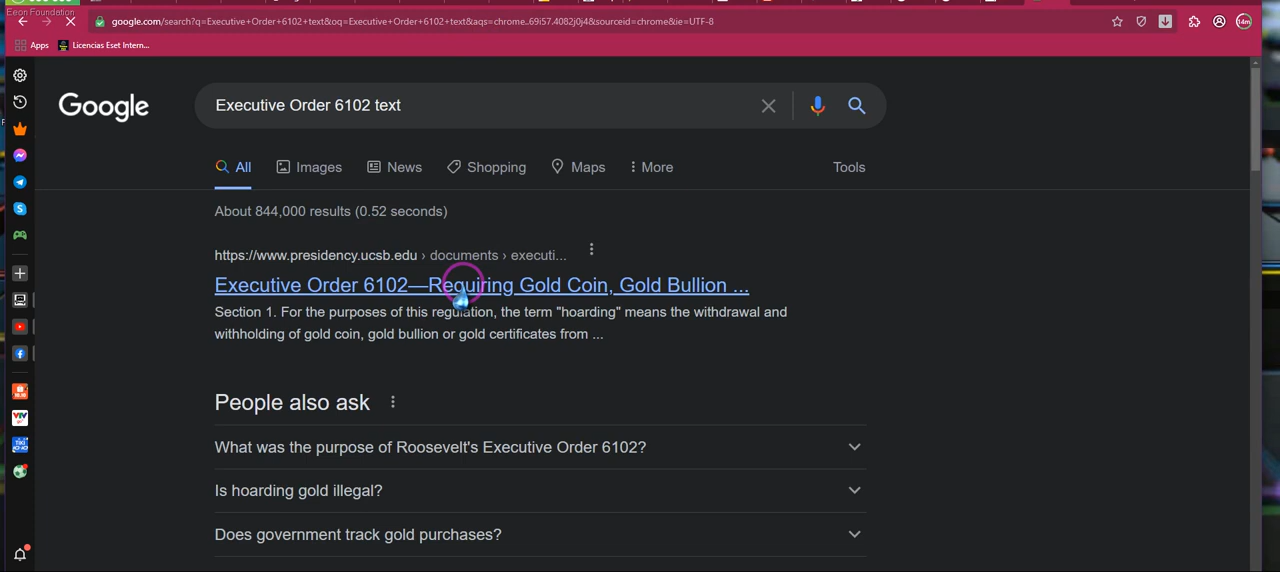 Eeon Foundation
google.com/search?q=Executive+Order+6102+text&oq=Executive+Order+6102+text&aqs=chrome..69i57.4082j0j4&sourceid=chrome&ie=UTF-8
14m
Apps
Licencias Eset Intern...
Google
Executive Order 6102 text
All Images News Shopping Maps More Tools
About 844,000 results (0.52 seconds)
https://www.presidency.ucsb.edu › documents › executi...
Executive Order 6102—Requiring Gold Coin, Gold Bullion ...
Section 1. For the purposes of this regulation, the term "hoarding" means the withdrawal and
withholding of gold coin, gold bullion or gold certificates from ...
People also ask
What was the purpose of Roosevelt's Executive Order 6102?
Is hoarding gold illegal?
Does government track gold purchases?
VTV
TIKI